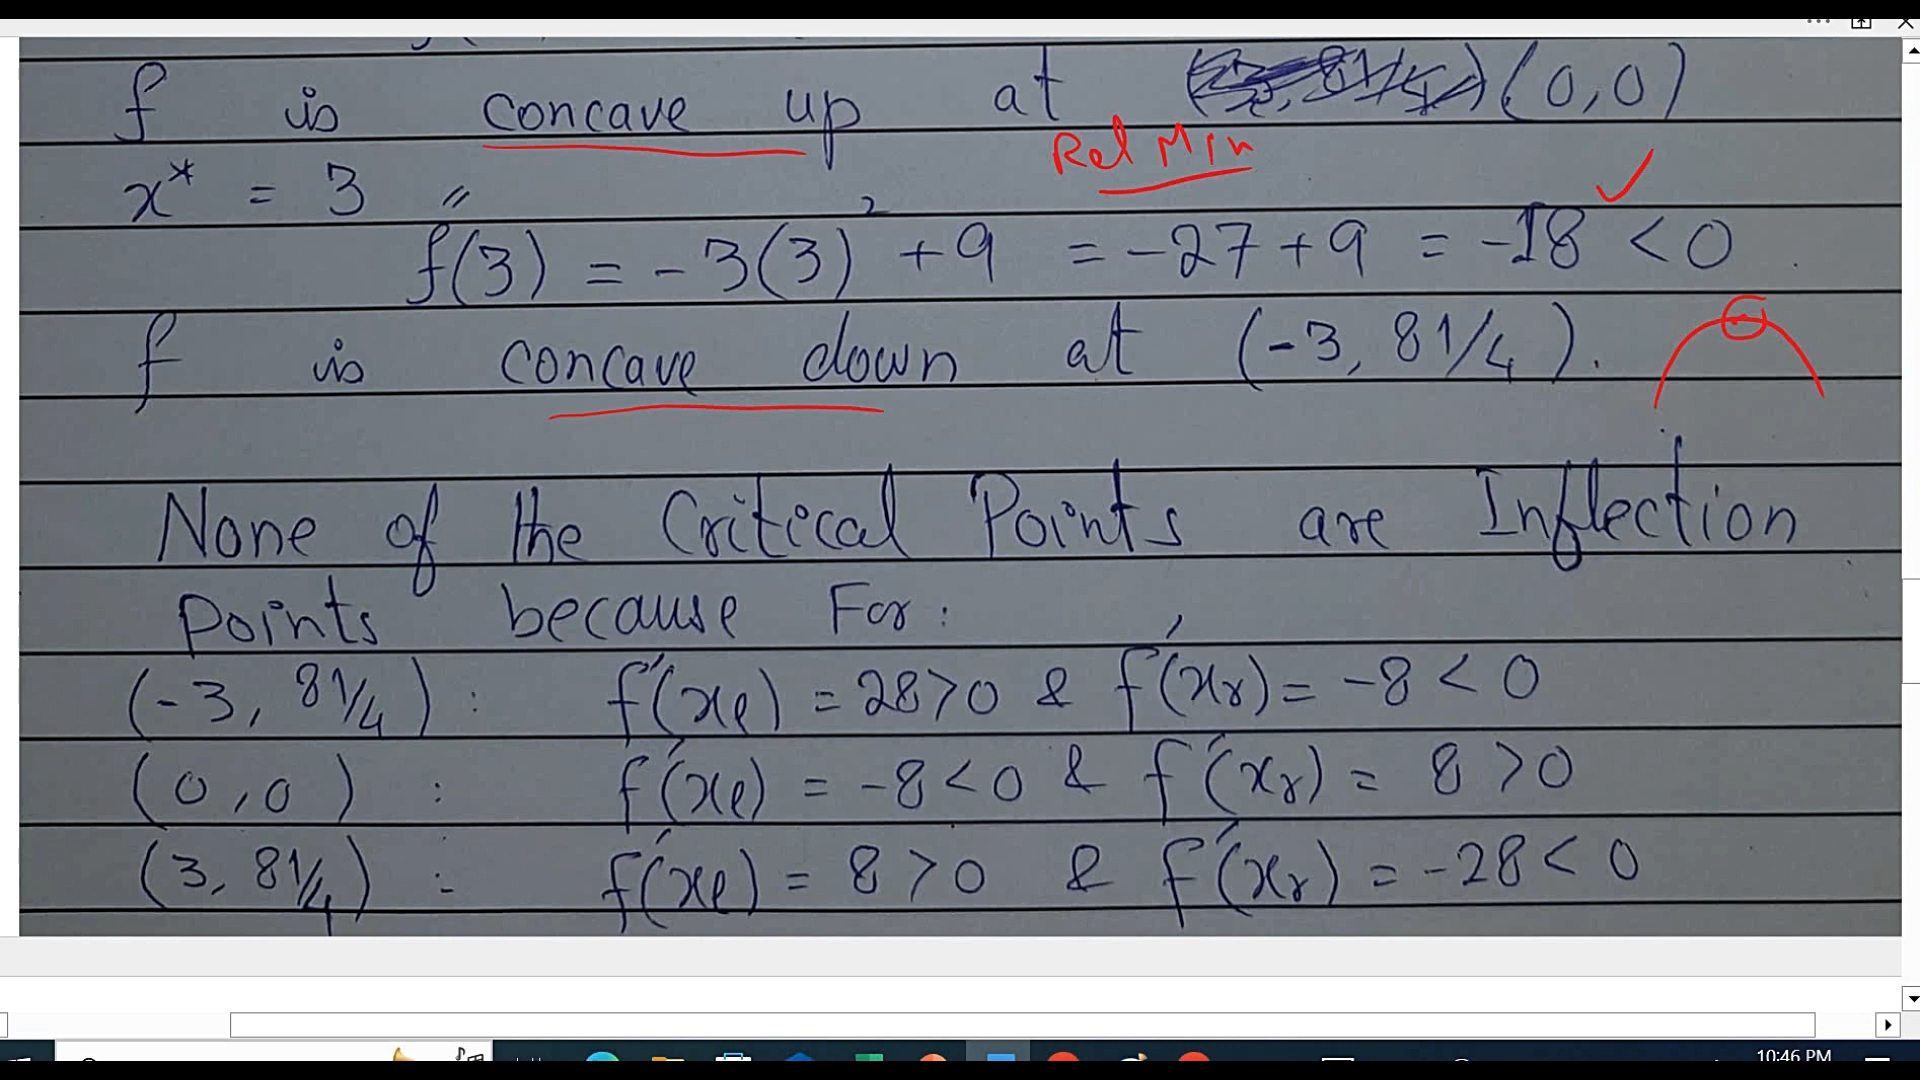 f is concave up at (0,0)
Rel Min
x* = 3 ″ ✓
f(3) = -3(3)² + 9 = -27+9 = -18 < 0
f is concave down at (-3, 81/4).
None of the Critical Points are Inflection
Points because For:
(-3, 81/4) : f′(xₗ) = 28>0 & f′(xᵣ) = -8 < 0
(0,0) : f′(xₗ) = -8<0 & f′(xᵣ) = 8 >0
(3, 81/4) : f′(xₗ) = 8 >0 & f′(xᵣ) = -28< 0
10:46 PM